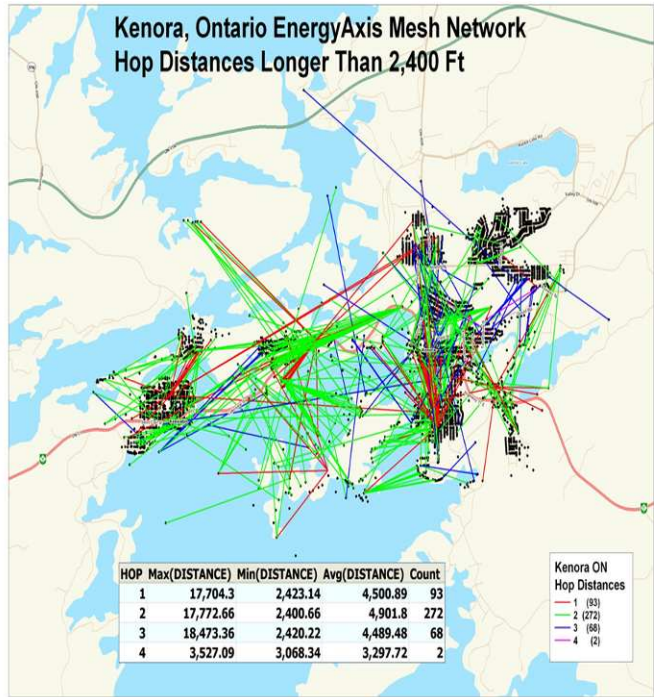 Kenora, Ontario EnergyAxis Mesh Network
Hop Distances Longer Than 2,400 Ft
HOP Max(DISTANCE) Min(DISTANCE) Avg(DISTANCE) Count
1 17,704.3 2,423.14 4,500.89 93
2 17,772.66 2,400.66 4,901.8 272
3 18,473.36 2,420.22 4,489.48 68
4 3,527.09 3,068.34 3,297.72 2
Kenora ON
Hop Distances
1 (93)
2 (272)
3 (68)
4 (2)